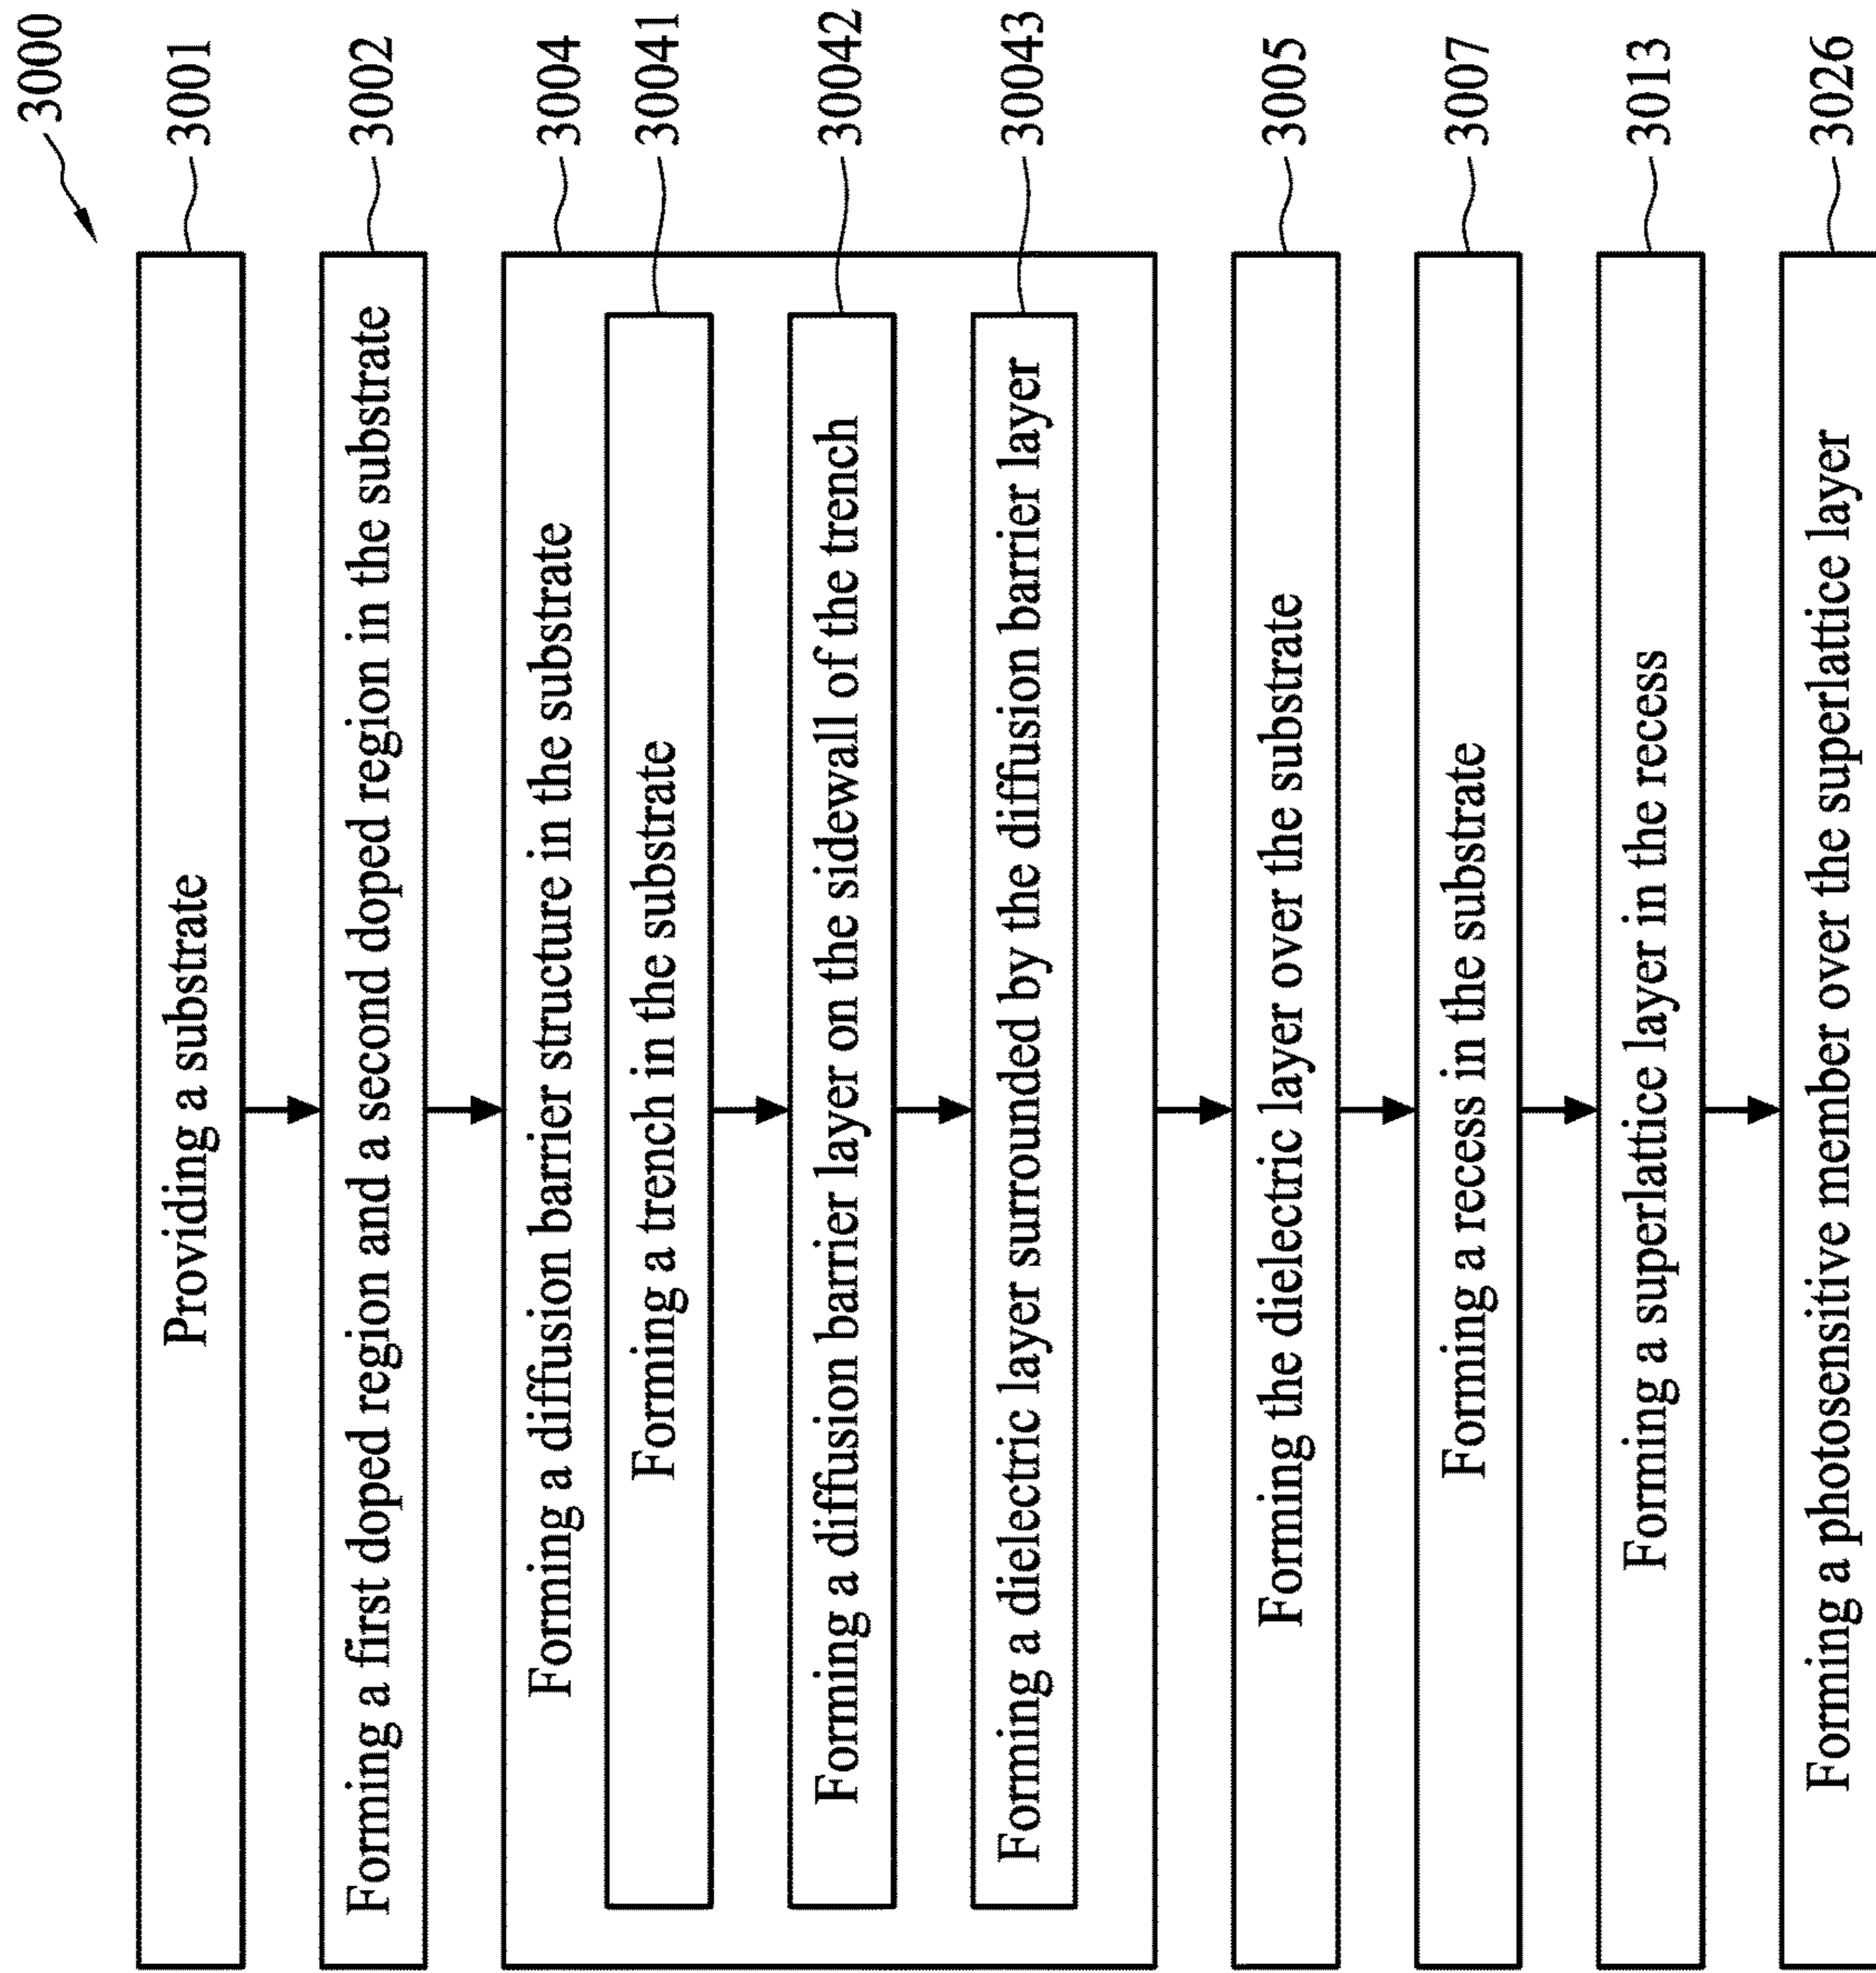 3000
Providing a substrate
3001
Forming a first doped region and a second doped region in the substrate
3002
Forming a diffusion barrier structure in the substrate
3004
Forming a trench in the substrate
30041
Forming a diffusion barrier layer on the sidewall of the trench
30042
Forming a dielectric layer surrounded by the diffusion barrier layer
30043
Forming the dielectric layer over the substrate
3005
Forming a recess in the substrate
3007
Forming a superlattice layer in the recess
3013
Forming a photosensitive member over the superlattice layer
3026